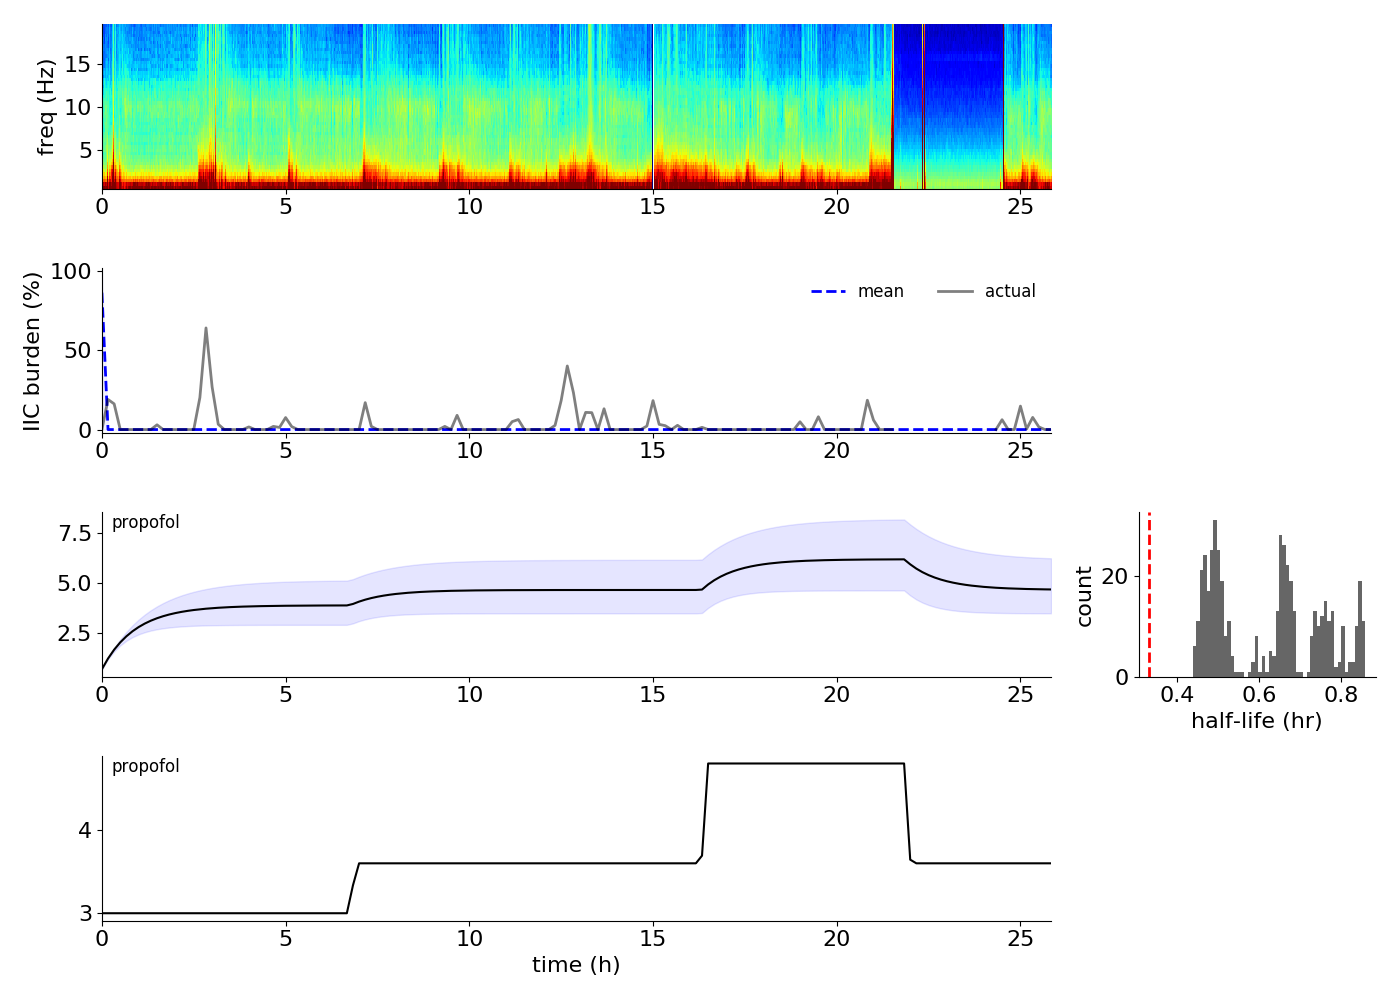 freq (Hz)
15
10
5
0 5 10 15 20 25
IIC burden (%)
100
50
0
mean actual
0 5 10 15 20 25
propofol
7.5
5.0
2.5
0 5 10 15 20 25
count
20
0
0.4 0.6 0.8
half-life (hr)
propofol
4
3
0 5 10 15 20 25
time (h)